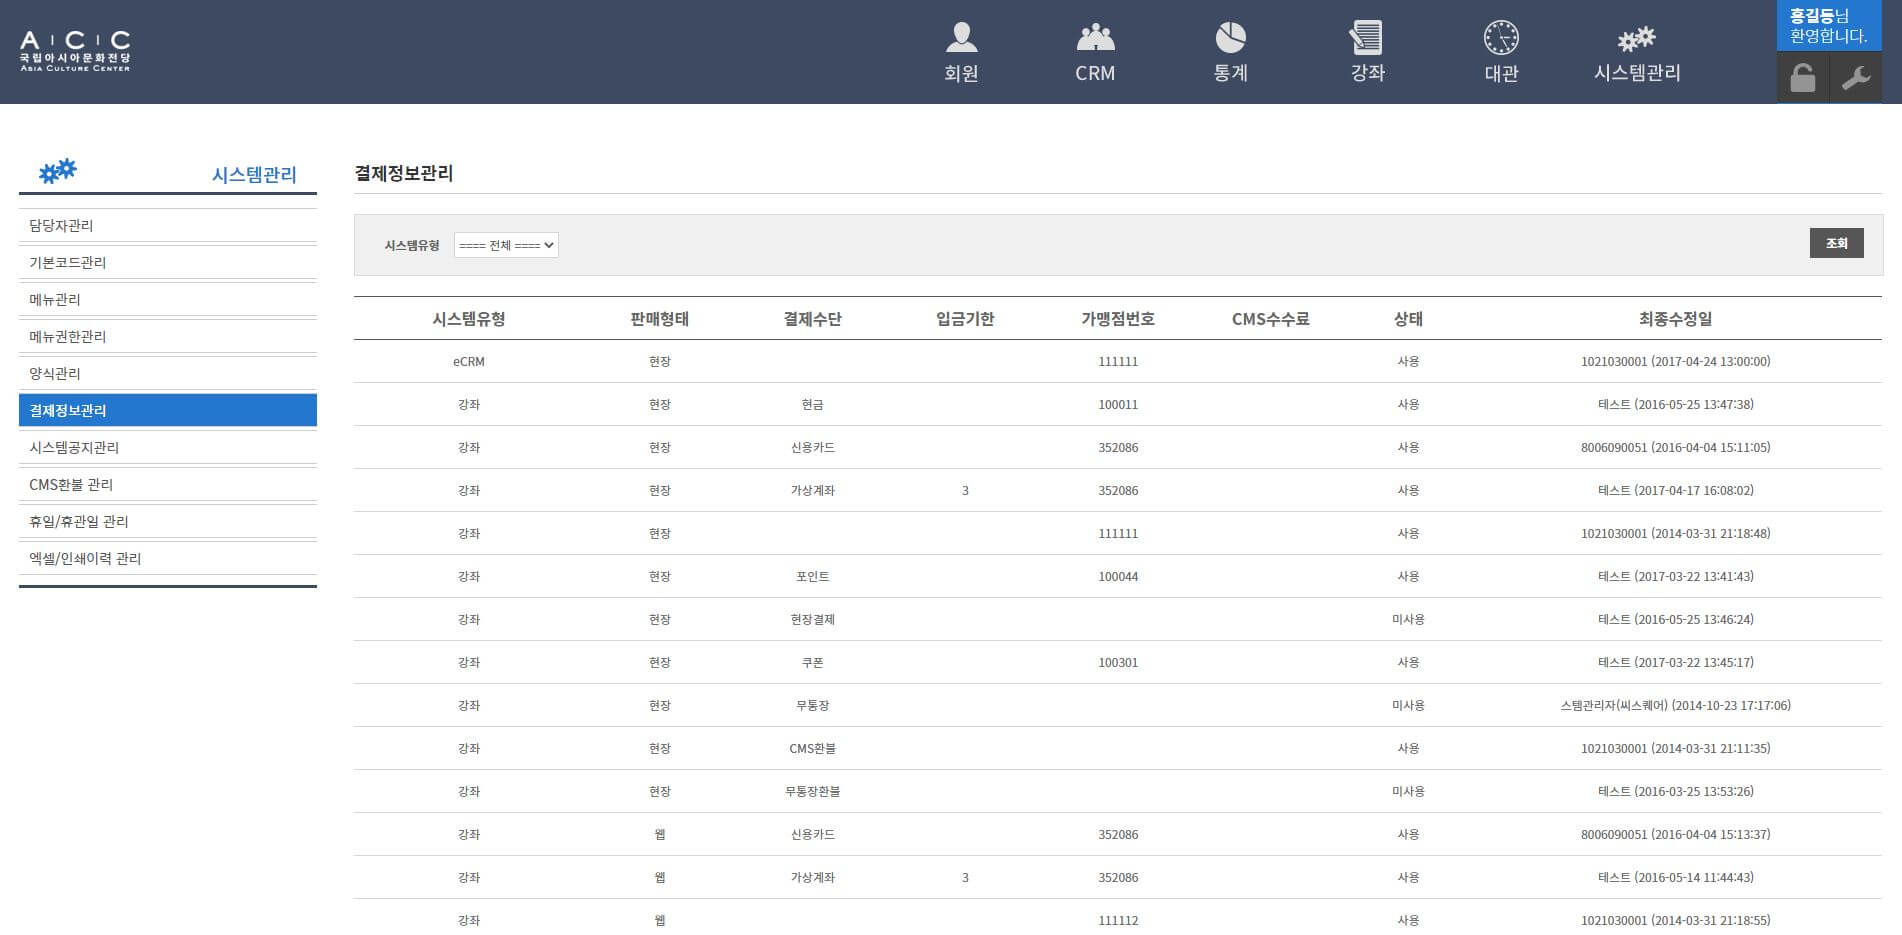 A | C | C
국립아시아문화전당
ASIA CULTURE CENTER
회원
CRM
통계
강좌
대관
시스템관리
홍길동님
환영합니다.
시스템관리
담당자관리
기본코드관리
메뉴관리
메뉴권한관리
양식관리
결제정보관리
시스템공지관리
CMS환불 관리
휴일/휴관일 관리
엑셀/인쇄이력 관리
결제정보관리
시스템유형 ==== 전체 ==== 조회
시스템유형 판매형태 결제수단 입금기한 가맹점번호 CMS수수료 상태 최종수정일
eCRM 현장 111111 사용 1021030001 (2017-04-24 13:00:00)
강좌 현장 현금 100011 사용 테스트 (2016-05-25 13:47:38)
강좌 현장 신용카드 352086 사용 8006090051 (2016-04-04 15:11:05)
강좌 현장 가상계좌 3 352086 사용 테스트 (2017-04-17 16:08:02)
강좌 현장 111111 사용 1021030001 (2014-03-31 21:18:48)
강좌 현장 포인트 100044 사용 테스트 (2017-03-22 13:41:43)
강좌 현장 현장결제 미사용 테스트 (2016-05-25 13:46:24)
강좌 현장 쿠폰 100301 사용 테스트 (2017-03-22 13:45:17)
강좌 현장 무통장 미사용 스템관리자(씨스퀘어) (2014-10-23 17:17:06)
강좌 현장 CMS환불 사용 1021030001 (2014-03-31 21:11:35)
강좌 현장 무통장환불 미사용 테스트 (2016-03-25 13:53:26)
강좌 웹 신용카드 352086 사용 8006090051 (2016-04-04 15:13:37)
강좌 웹 가상계좌 3 352086 사용 테스트 (2016-05-14 11:44:43)
강좌 웹 111112 사용 1021030001 (2014-03-31 21:18:55)